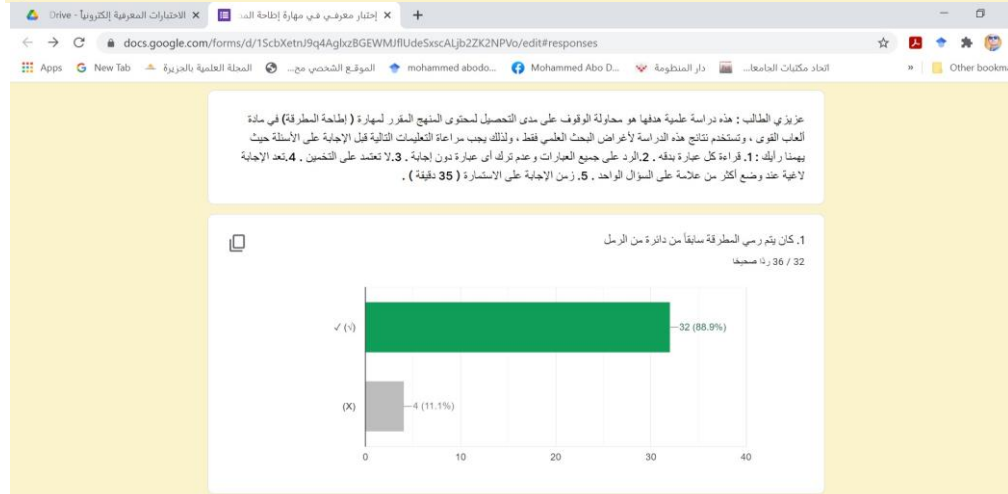 الاختبارات المعرفية إلكترونياً - Drive
إختبار معرفي في مهارة إطاحة المد
docs.google.com/forms/d/1ScbXetnJ9q4AglxzBGEWMJflUdeSxscALjb2ZK2NPVo/edit#responses
Apps
New Tab
المجلة العلمية بالجزيرة
الموقع الشخصي مح...
mohammed abodo...
Mohammed Abo D...
دار المنظومة
اتحاد مكتبات الجامعا...
»
Other bookma
عزيزي الطالب : هذه دراسة علمية هدفها هو محاولة الوقوف على مدى التحصيل لمحتوى المنهج المقرر لمهارة ( إطاحة المطرقة) في مادة
ألعاب القوى ، وتستخدم نتائج هذه الدراسة لأغراض البحث العلمي فقط ، ولذلك يجب مراعاة التعليمات التالية قبل الإجابة على الأسئلة حيث
يهمنا رأيك : 1. قراءة كل عبارة بدقه . 2.الرد على جميع العبارات وعدم ترك أى عبارة دون إجابة . 3.لا تعتمد على التخمين . 4.تعد الإجابة
لاغية عند وضع أكثر من علامة على السؤال الواحد . 5. زمن الإجابة على الاستمارة ( 35 دقيقة ) .
1. كان يتم رمي المطرقة سابقاً من دائرة من الرمل
32 / 36 ردًا صحيحًا
✓ (√)
32 (88.9%)
(X)
4 (11.1%)
0 10 20 30 40